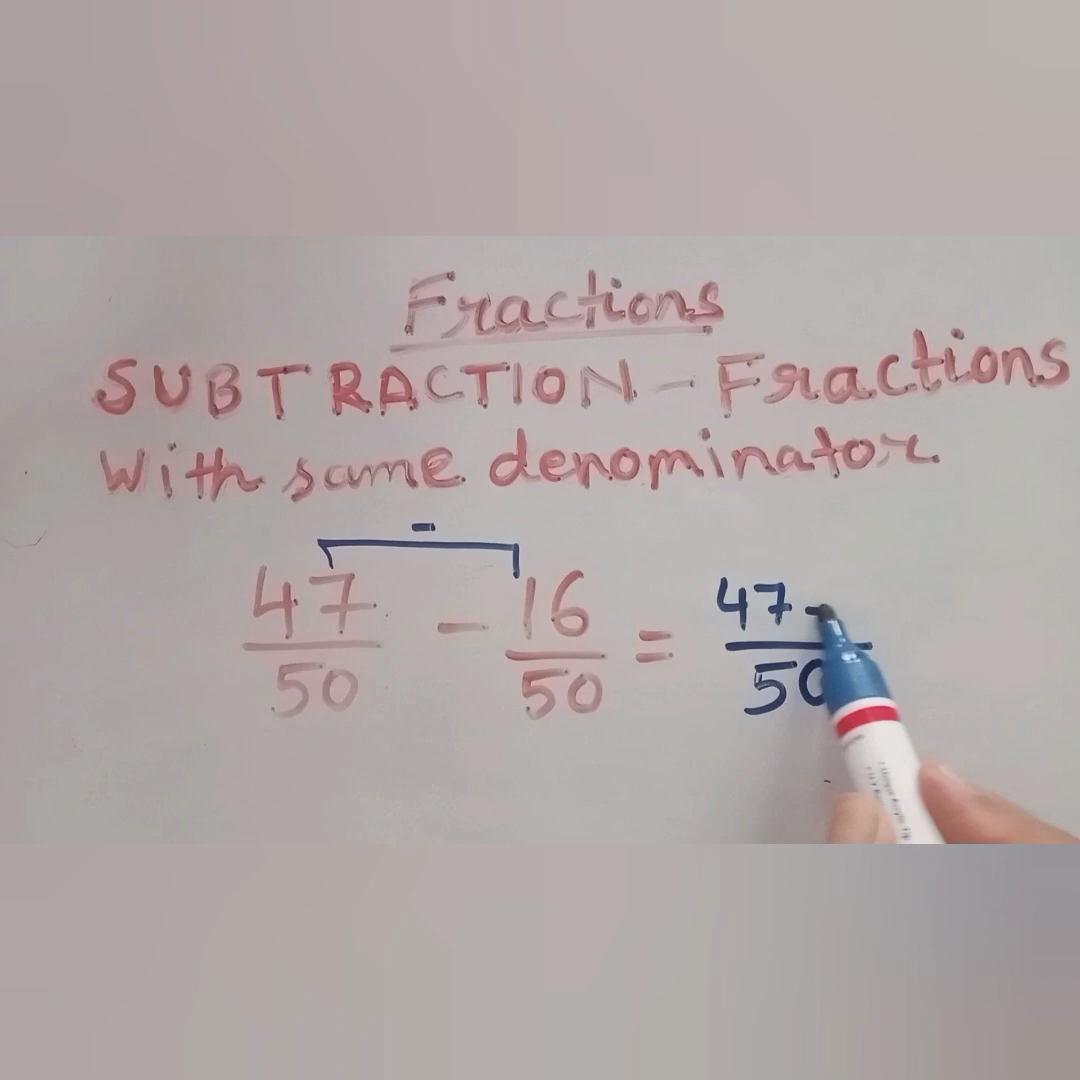 Fractions
SUBTRACTION - Fractions
With same denominator.
-
47/50 - 16/50 = 47 -/50